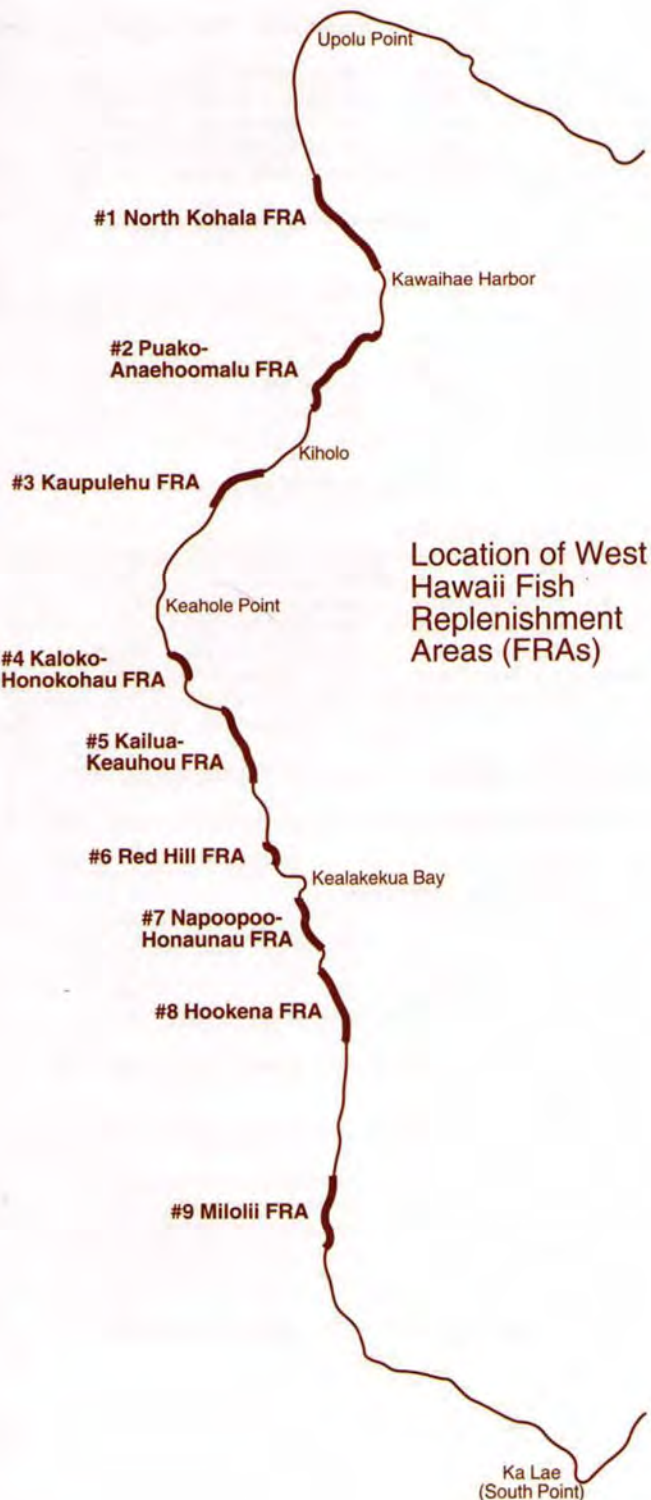 Upolu Point
#1 North Kohala FRA
Kawaihae Harbor
#2 Puako-
Anaehoomalu FRA
Kiholo
#3 Kaupulehu FRA
Location of West
Hawaii Fish
Replenishment
Areas (FRAs)
Keahole Point
#4 Kaloko-
Honokohau FRA
#5 Kailua-
Keauhou FRA
#6 Red Hill FRA
Kealakekua Bay
#7 Napoopoo-
Honaunau FRA
#8 Hookena FRA
#9 Milolii FRA
Ka Lae
(South Point)